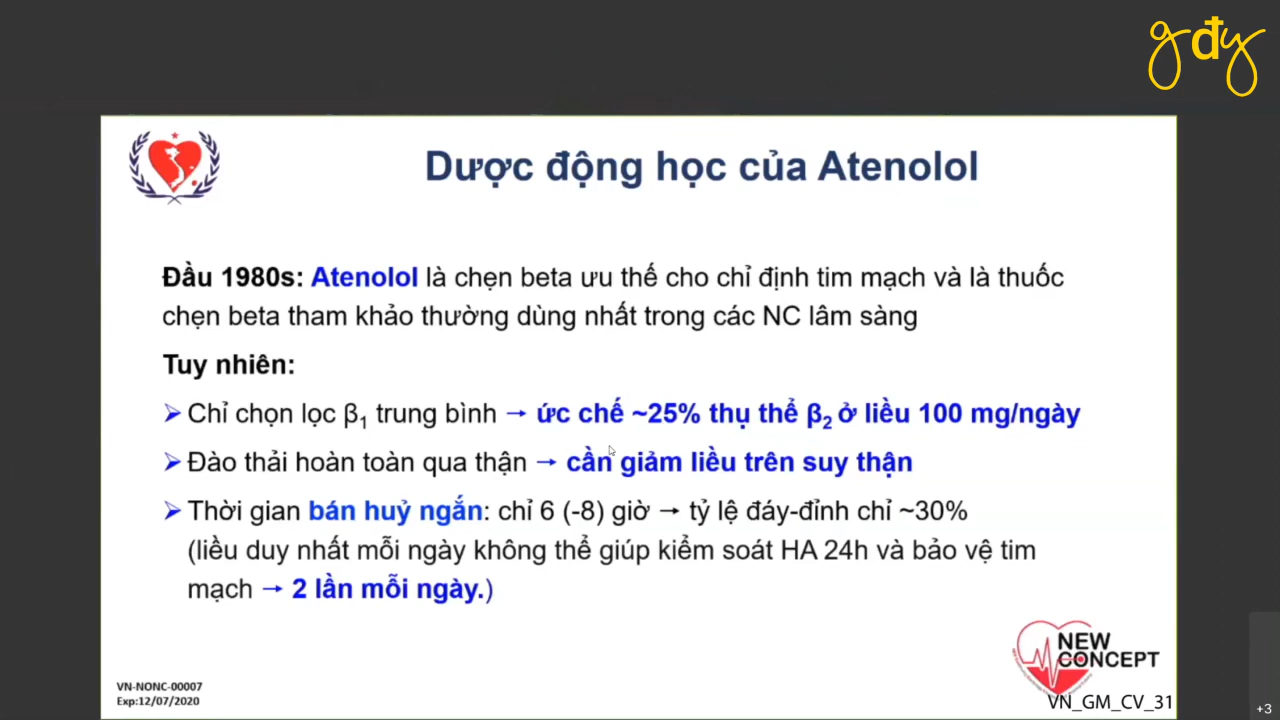 gđy
Dược động học của Atenolol
Đầu 1980s: Atenolol là chẹn beta ưu thế cho chỉ định tim mạch và là thuốc
chẹn beta tham khảo thường dùng nhất trong các NC lâm sàng
Tuy nhiên:
➢ Chỉ chọn lọc β₁ trung bình → ức chế ~25% thụ thể β₂ ở liều 100 mg/ngày
➢ Đào thải hoàn toàn qua thận → cần giảm liều trên suy thận
➢ Thời gian bán huỷ ngắn: chỉ 6 (-8) giờ → tỷ lệ đáy-đỉnh chỉ ~30%
(liều duy nhất mỗi ngày không thể giúp kiểm soát HA 24h và bảo vệ tim
mạch → 2 lần mỗi ngày.)
NEW
CONCEPT
VN-NONC-00007
Exp:12/07/2020
VN_GM_CV_31
+3